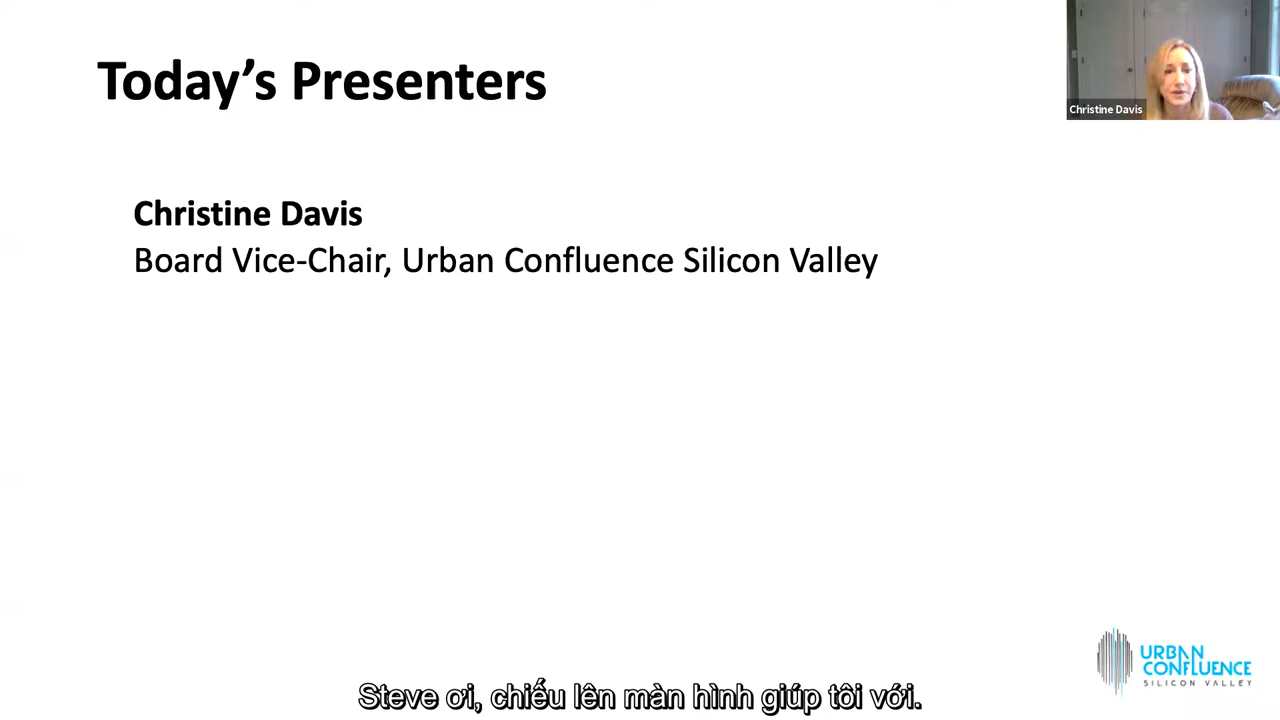 Today's Presenters
Christine Davis
Christine Davis
Board Vice-Chair, Urban Confluence Silicon Valley
URBAN
CONFLUENCE
SILICON VALLEY
Steve ơi, chiếu lên màn hình giúp tôi với.